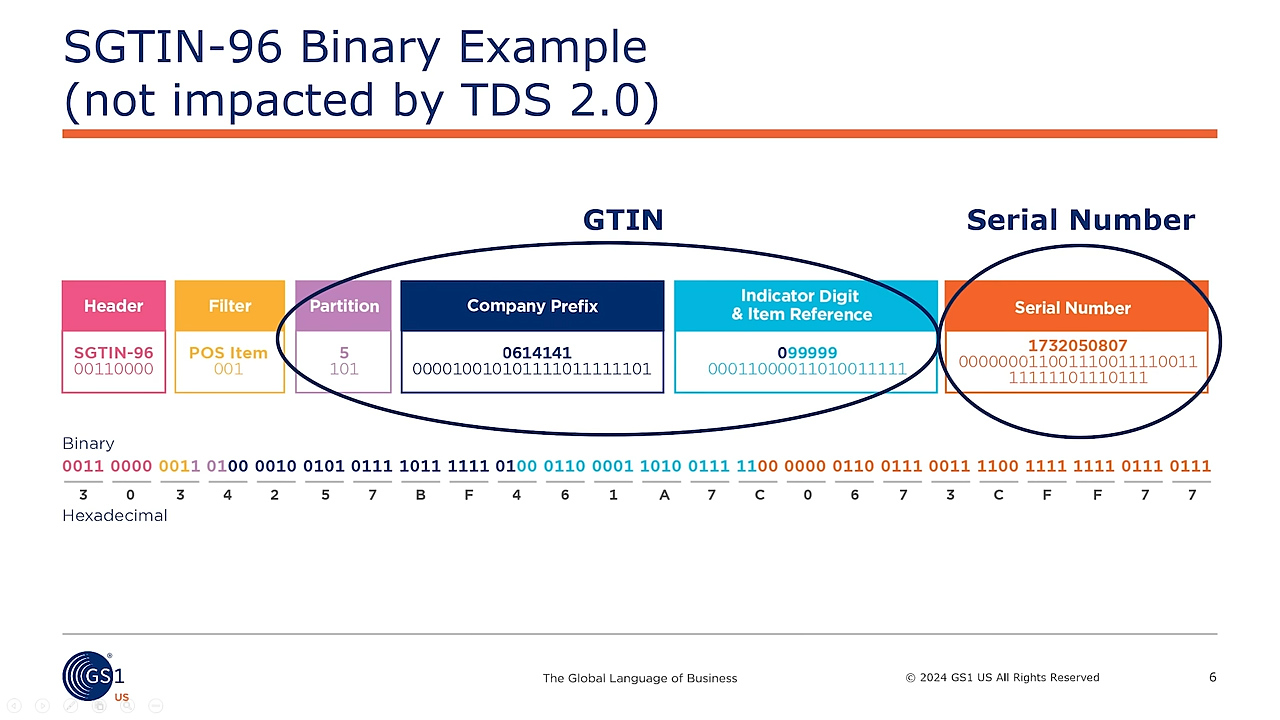 SGTIN-96 Binary Example
(not impacted by TDS 2.0)
GTIN
Serial Number
Header
SGTIN-96
00110000
Filter
POS Item
001
Partition
5
101
Company Prefix
0614141
000010010101111011111101
Indicator Digit
& Item Reference
099999
00011000011010011111
Serial Number
1732050807
000000011001110011110011
11111101110111
Binary
0011 0000 0011 0100 0010 0101 0111 1011 1111 0100 0110 0001 1010 0111 1100 0000 0110 0111 0011 1100 1111 1111 0111 0111
3 0 3 4 2 5 7 B F 4 6 1 A 7 C 0 6 7 3 C F F 7 7
Hexadecimal
GS1 ®
US
The Global Language of Business
© 2024 GS1 US All Rights Reserved
6